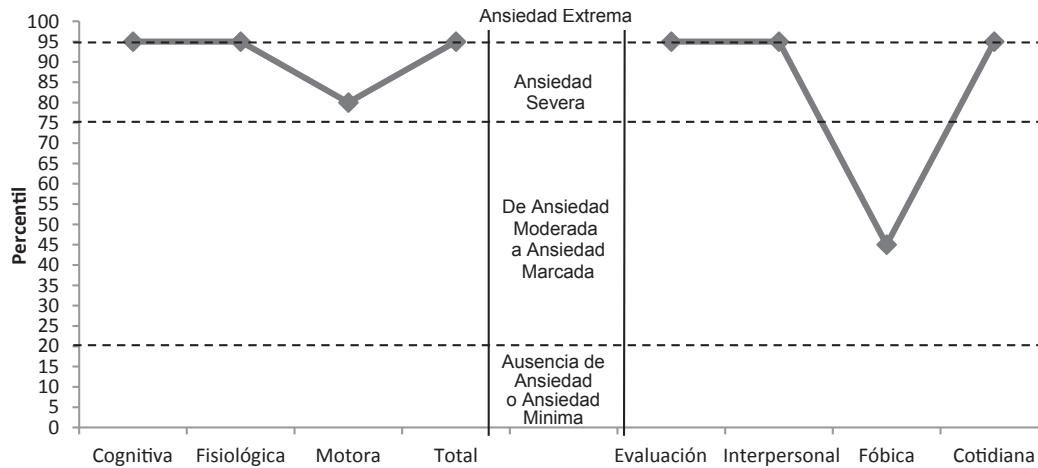 Ansiedad Extrema
100
95
90
85
80
75
70
65
60
55
50
45
40
35
30
25
20
15
10
5
0
Percentil
Ansiedad
Severa
De Ansiedad
Moderada
a Ansiedad
Marcada
Ausencia de
Ansiedad
o Ansiedad
Minima
Cognitiva Fisiológica Motora Total Evaluación Interpersonal Fóbica Cotidiana